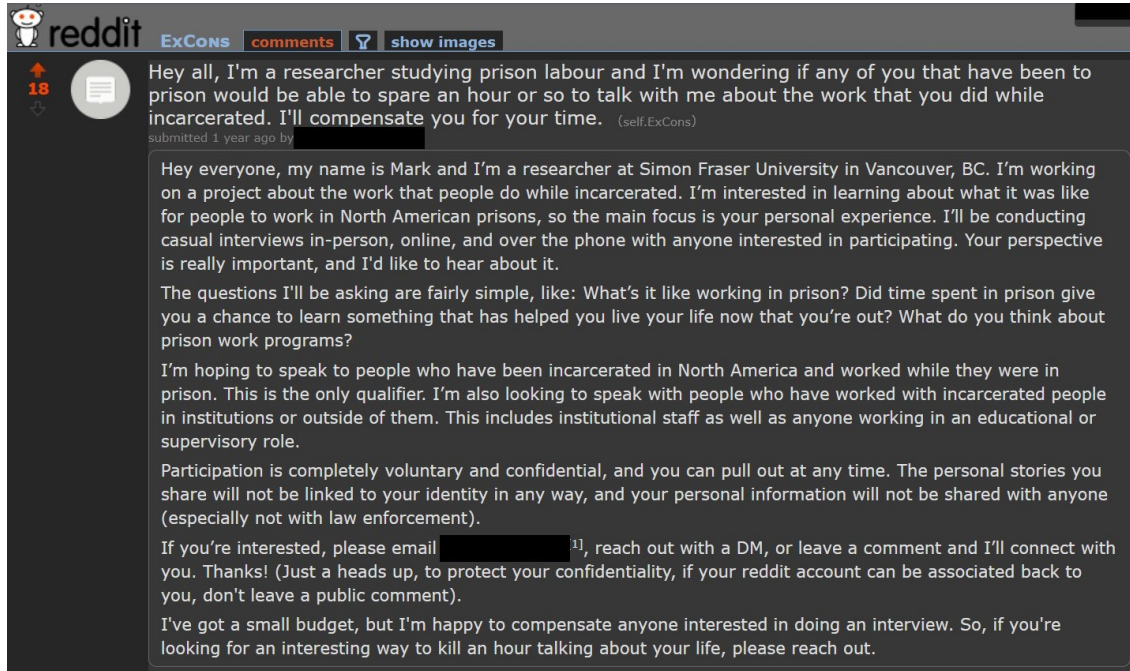 reddit ExCons comments show images
18
Hey all, I'm a researcher studying prison labour and I'm wondering if any of you that have been to
prison would be able to spare an hour or so to talk with me about the work that you did while
incarcerated. I'll compensate you for your time. (self.ExCons)
submitted 1 year ago by
Hey everyone, my name is Mark and I’m a researcher at Simon Fraser University in Vancouver, BC. I’m working
on a project about the work that people do while incarcerated. I’m interested in learning about what it was like
for people to work in North American prisons, so the main focus is your personal experience. I’ll be conducting
casual interviews in-person, online, and over the phone with anyone interested in participating. Your perspective
is really important, and I'd like to hear about it.
The questions I'll be asking are fairly simple, like: What’s it like working in prison? Did time spent in prison give
you a chance to learn something that has helped you live your life now that you’re out? What do you think about
prison work programs?
I’m hoping to speak to people who have been incarcerated in North America and worked while they were in
prison. This is the only qualifier. I’m also looking to speak with people who have worked with incarcerated people
in institutions or outside of them. This includes institutional staff as well as anyone working in an educational or
supervisory role.
Participation is completely voluntary and confidential, and you can pull out at any time. The personal stories you
share will not be linked to your identity in any way, and your personal information will not be shared with anyone
(especially not with law enforcement).
If you’re interested, please email [1], reach out with a DM, or leave a comment and I’ll connect with
you. Thanks! (Just a heads up, to protect your confidentiality, if your reddit account can be associated back to
you, don't leave a public comment).
I've got a small budget, but I'm happy to compensate anyone interested in doing an interview. So, if you're
looking for an interesting way to kill an hour talking about your life, please reach out.